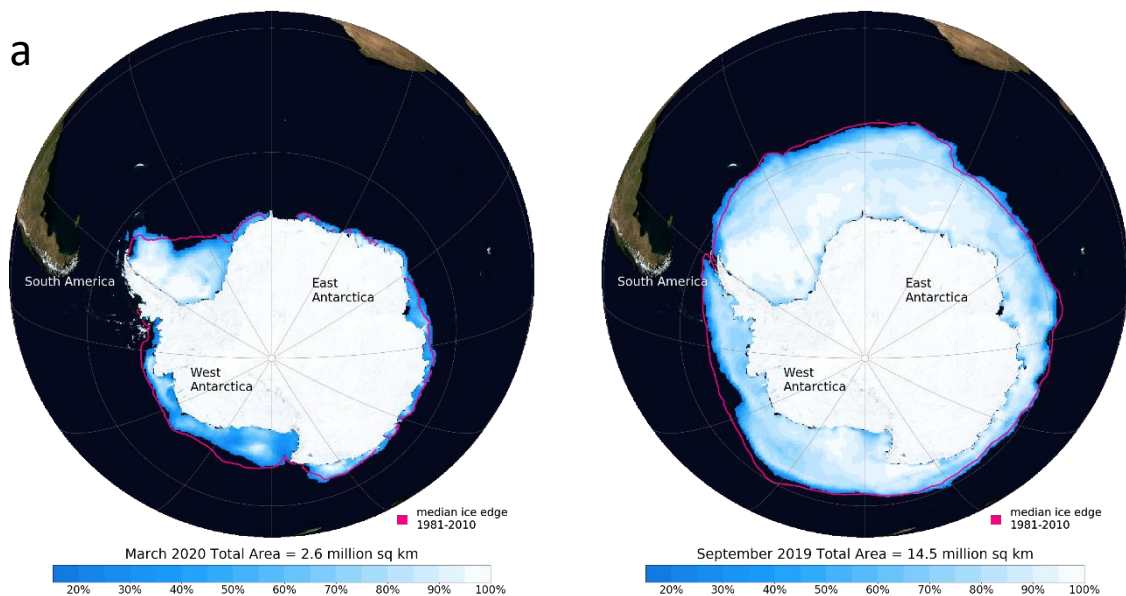 a
South America
East
Antarctica
West
Antarctica
median ice edge
1981-2010
March 2020 Total Area = 2.6 million sq km
20% 30% 40% 50% 60% 70% 80% 90% 100%
South America
East
Antarctica
West
Antarctica
median ice edge
1981-2010
September 2019 Total Area = 14.5 million sq km
20% 30% 40% 50% 60% 70% 80% 90% 100%